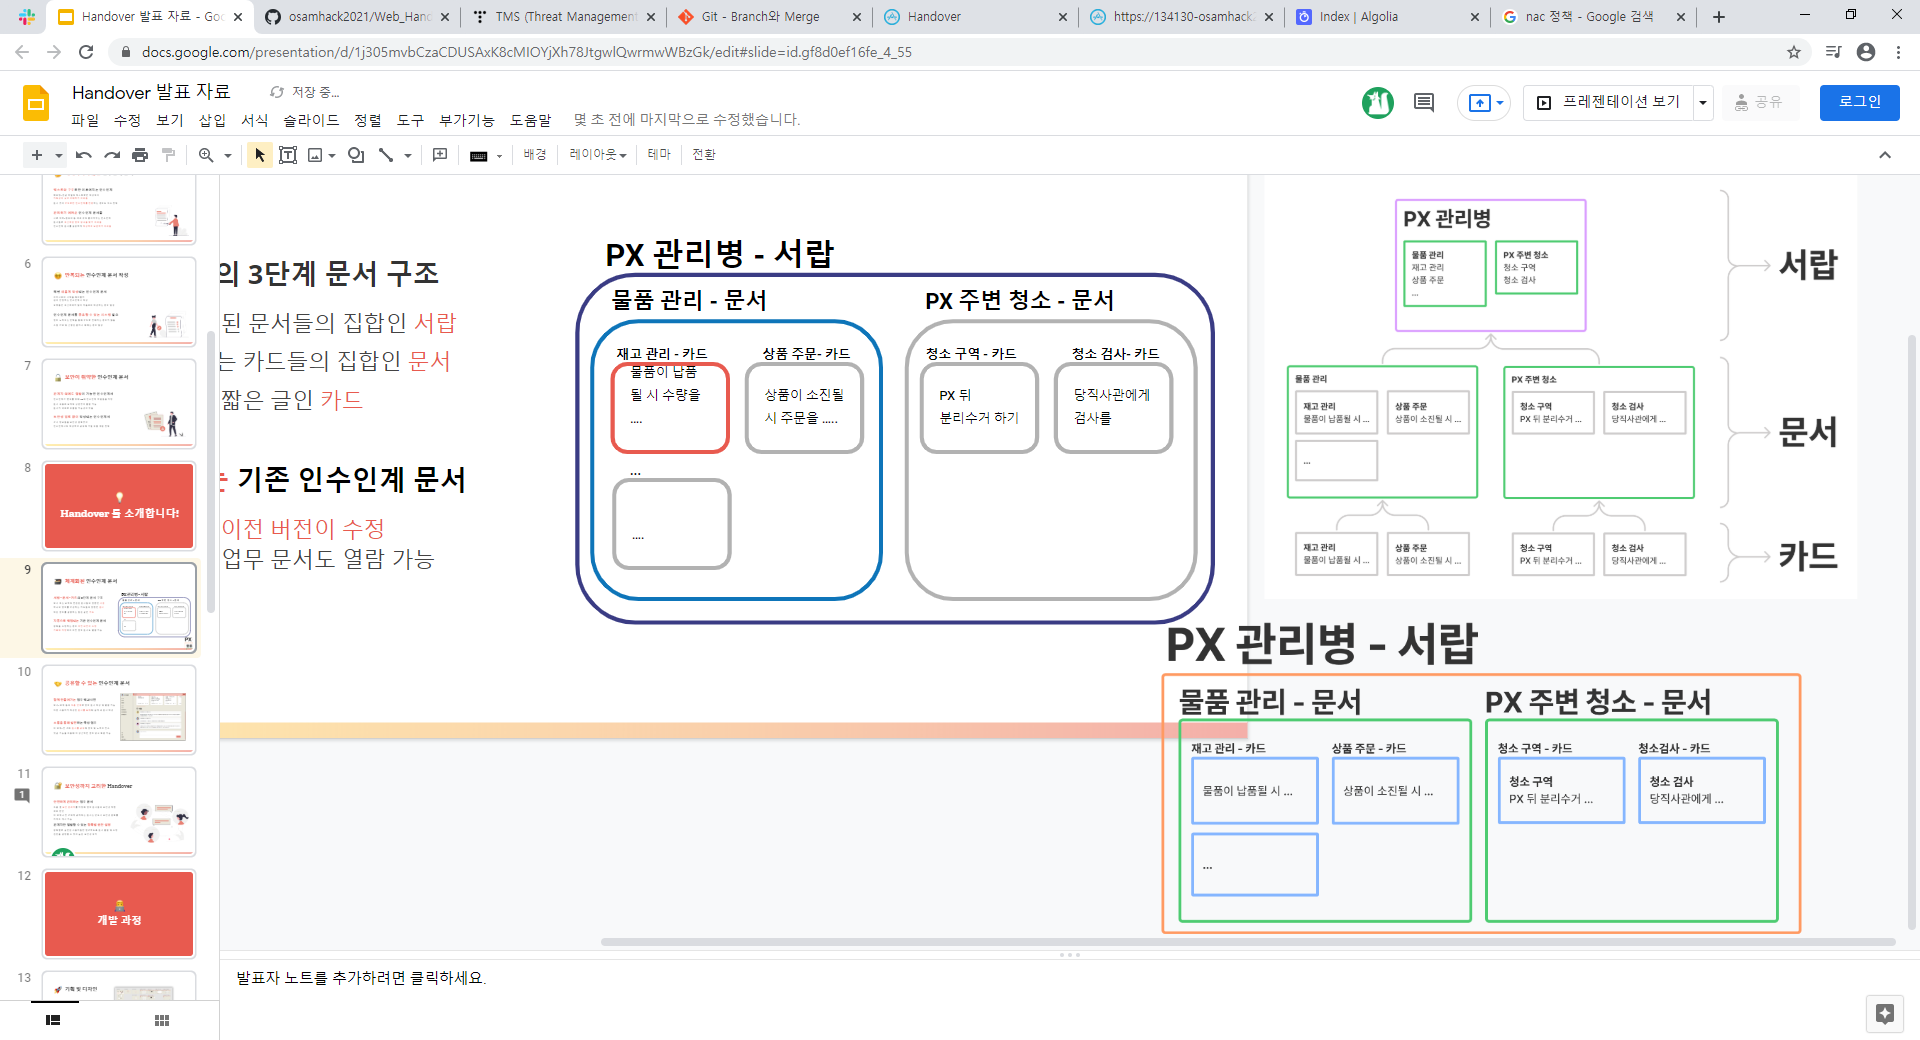 Handover 발표 자료 - Goo
osamhack2021/Web_Hand
TMS (Threat Management
Git - Branch와 Merge
Handover
https://134130-osamhack
Index | Algolia
nac 정책 - Google 검색
docs.google.com/presentation/d/1j305mvbCzaCDUSAxK8cMIOYjXh78JtgwlQwrmwWBzGk/edit#slide=id.gf8d0ef16fe_4_55
Handover 발표 자료
저장 중...
프레젠테이션 보기
공유
로그인
파일 수정 보기 삽입 서식 슬라이드 정렬 도구 부가기능 도움말 몇 초 전에 마지막으로 수정했습니다.
배경 레이아웃 테마 전환
6
7
8
Handover 를 소개합니다!
9
10
11
1
12
개발 과정
13
의 3단계 문서 구조
된 문서들의 집합인 서랍
는 카드들의 집합인 문서
짧은 글인 카드
는 기존 인수인계 문서
이전 버전이 수정
업무 문서도 열람 가능
PX 관리병 - 서랍
물품 관리 - 문서
재고 관리 - 카드
물품이 납품
될 시 수량을
....
상품 주문- 카드
상품이 소진될
시 주문을 .....
...
....
PX 주변 청소 - 문서
청소 구역 - 카드
PX 뒤
분리수거 하기
청소 검사- 카드
당직사관에게
검사를
PX 관리병
물품 관리
재고 관리
상품 주문
...
PX 주변 청소
청소 구역
청소 검사
서랍
물품 관리
재고 관리
물품이 납품될 시 ...
상품 주문
상품이 소진될 시 ...
...
PX 주변 청소
청소 구역
PX 뒤 분리수거 ...
청소 검사
당직사관에게 ...
문서
재고 관리
물품이 납품될 시 ...
상품 주문
상품이 소진될 시 ...
청소 구역
PX 뒤 분리수거 ...
청소 검사
당직사관에게 ...
카드
PX 관리병 - 서랍
물품 관리 - 문서
재고 관리 - 카드
물품이 납품될 시 ...
상품 주문 - 카드
상품이 소진될 시 ...
...
PX 주변 청소 - 문서
청소 구역 - 카드
청소 구역
PX 뒤 분리수거 ...
청소검사 - 카드
청소 검사
당직사관에게 ...
발표자 노트를 추가하려면 클릭하세요.